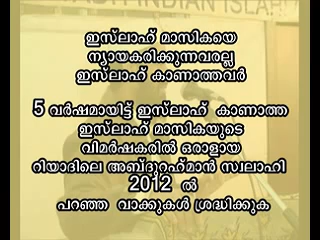 ഇസ്‌ലാഹ് മാസികയെ
ന്യായകരിക്കുന്നവരല്ല
ഇസ്‌ലാഹ് കാണാത്തവർ
5 വർഷമായിട്ട് ഇസ്‌ലാഹ് കാണാത്ത
ഇസ്‌ലാഹ് മാസികയുടെ
വിമർഷകരിൽ ഒരാളായ
റിയാദിലെ അബ്ദുറഹ്മാൻ സ്വലാഹി
2012 ൽ
പറഞ്ഞ വാക്കുകൾ ശ്രദ്ധിക്കുക